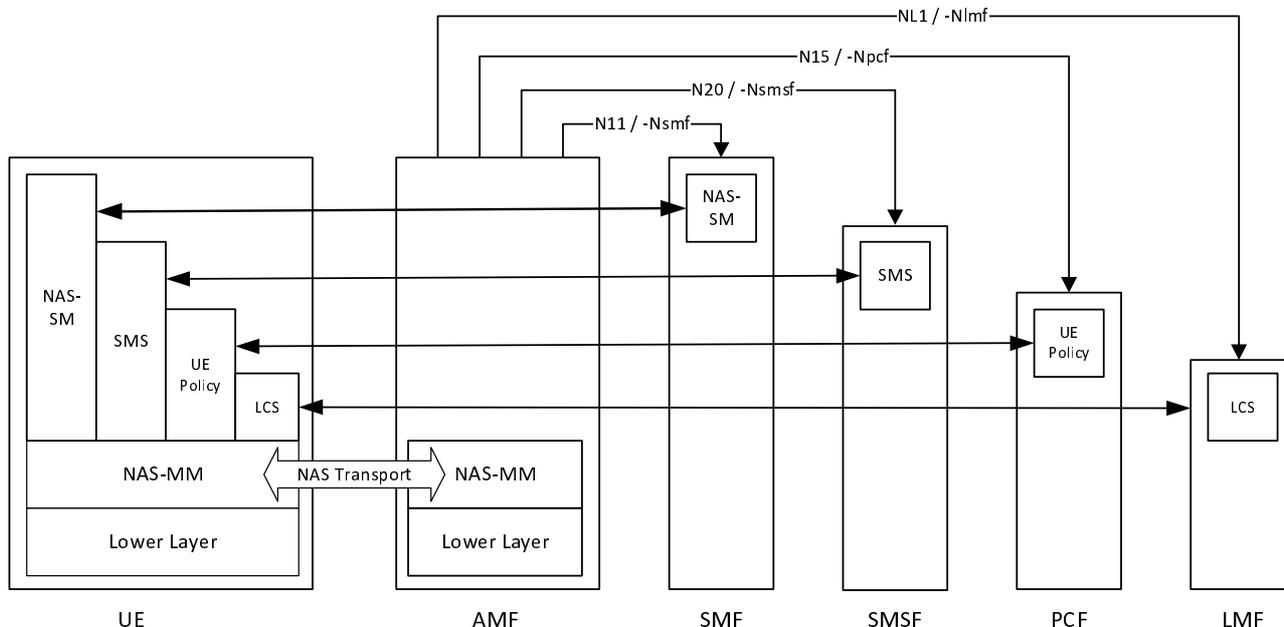 NL1 / -Nlmf
N15 / -Npcf
N20 / -Nsmsf
N11 / -Nsmf
NAS-
SM
SMS
UE
Policy
LCS
NAS-
SM
SMS
UE
Policy
LCS
NAS-MM
NAS Transport
NAS-MM
Lower Layer
Lower Layer
UE
AMF
SMF
SMSF
PCF
LMF